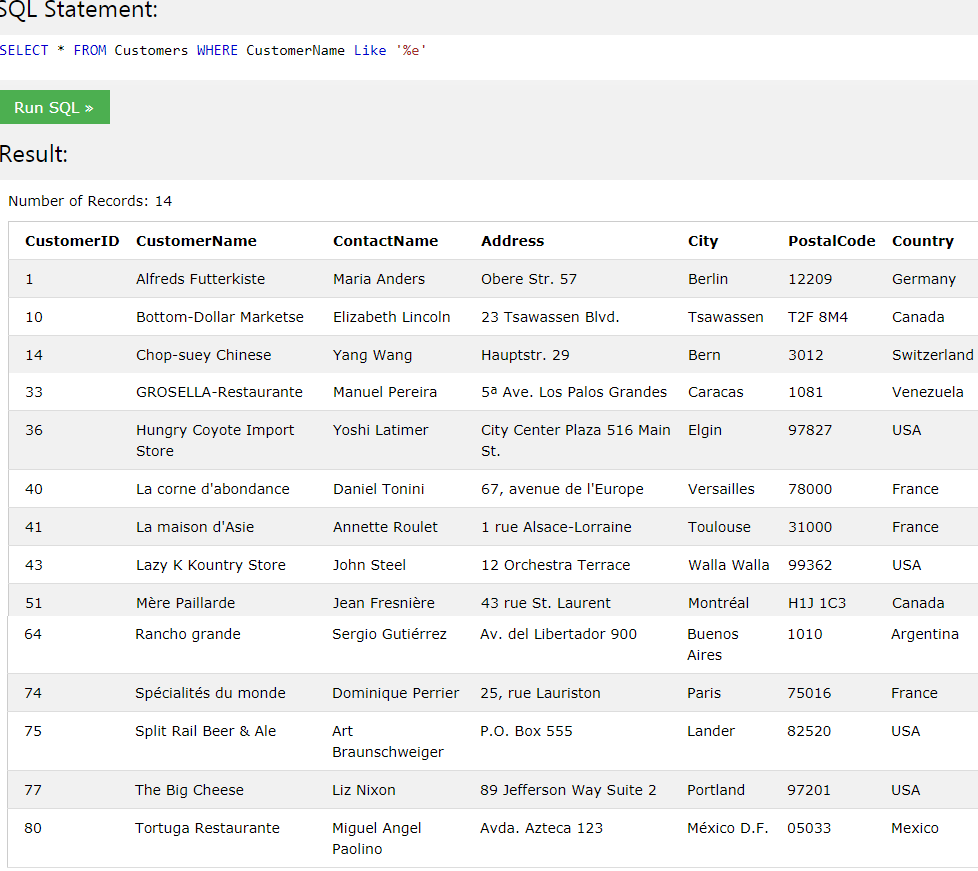 SQL Statement:
SELECT * FROM Customers WHERE CustomerName Like '%e'
Run SQL »
Result:
Number of Records: 14
CustomerID CustomerName ContactName Address City PostalCode Country
1 Alfreds Futterkiste Maria Anders Obere Str. 57 Berlin 12209 Germany
10 Bottom-Dollar Marketse Elizabeth Lincoln 23 Tsawassen Blvd. Tsawassen T2F 8M4 Canada
14 Chop-suey Chinese Yang Wang Hauptstr. 29 Bern 3012 Switzerland
33 GROSELLA-Restaurante Manuel Pereira 5ª Ave. Los Palos Grandes Caracas 1081 Venezuela
36 Hungry Coyote Import Yoshi Latimer City Center Plaza 516 Main Elgin 97827 USA
Store St.
40 La corne d'abondance Daniel Tonini 67, avenue de l'Europe Versailles 78000 France
41 La maison d'Asie Annette Roulet 1 rue Alsace-Lorraine Toulouse 31000 France
43 Lazy K Kountry Store John Steel 12 Orchestra Terrace Walla Walla 99362 USA
51 Mère Paillarde Jean Fresnière 43 rue St. Laurent Montréal H1J 1C3 Canada
64 Rancho grande Sergio Gutiérrez Av. del Libertador 900 Buenos 1010 Argentina
Aires
74 Spécialités du monde Dominique Perrier 25, rue Lauriston Paris 75016 France
75 Split Rail Beer & Ale Art P.O. Box 555 Lander 82520 USA
Braunschweiger
77 The Big Cheese Liz Nixon 89 Jefferson Way Suite 2 Portland 97201 USA
80 Tortuga Restaurante Miguel Angel Avda. Azteca 123 México D.F. 05033 Mexico
Paolino